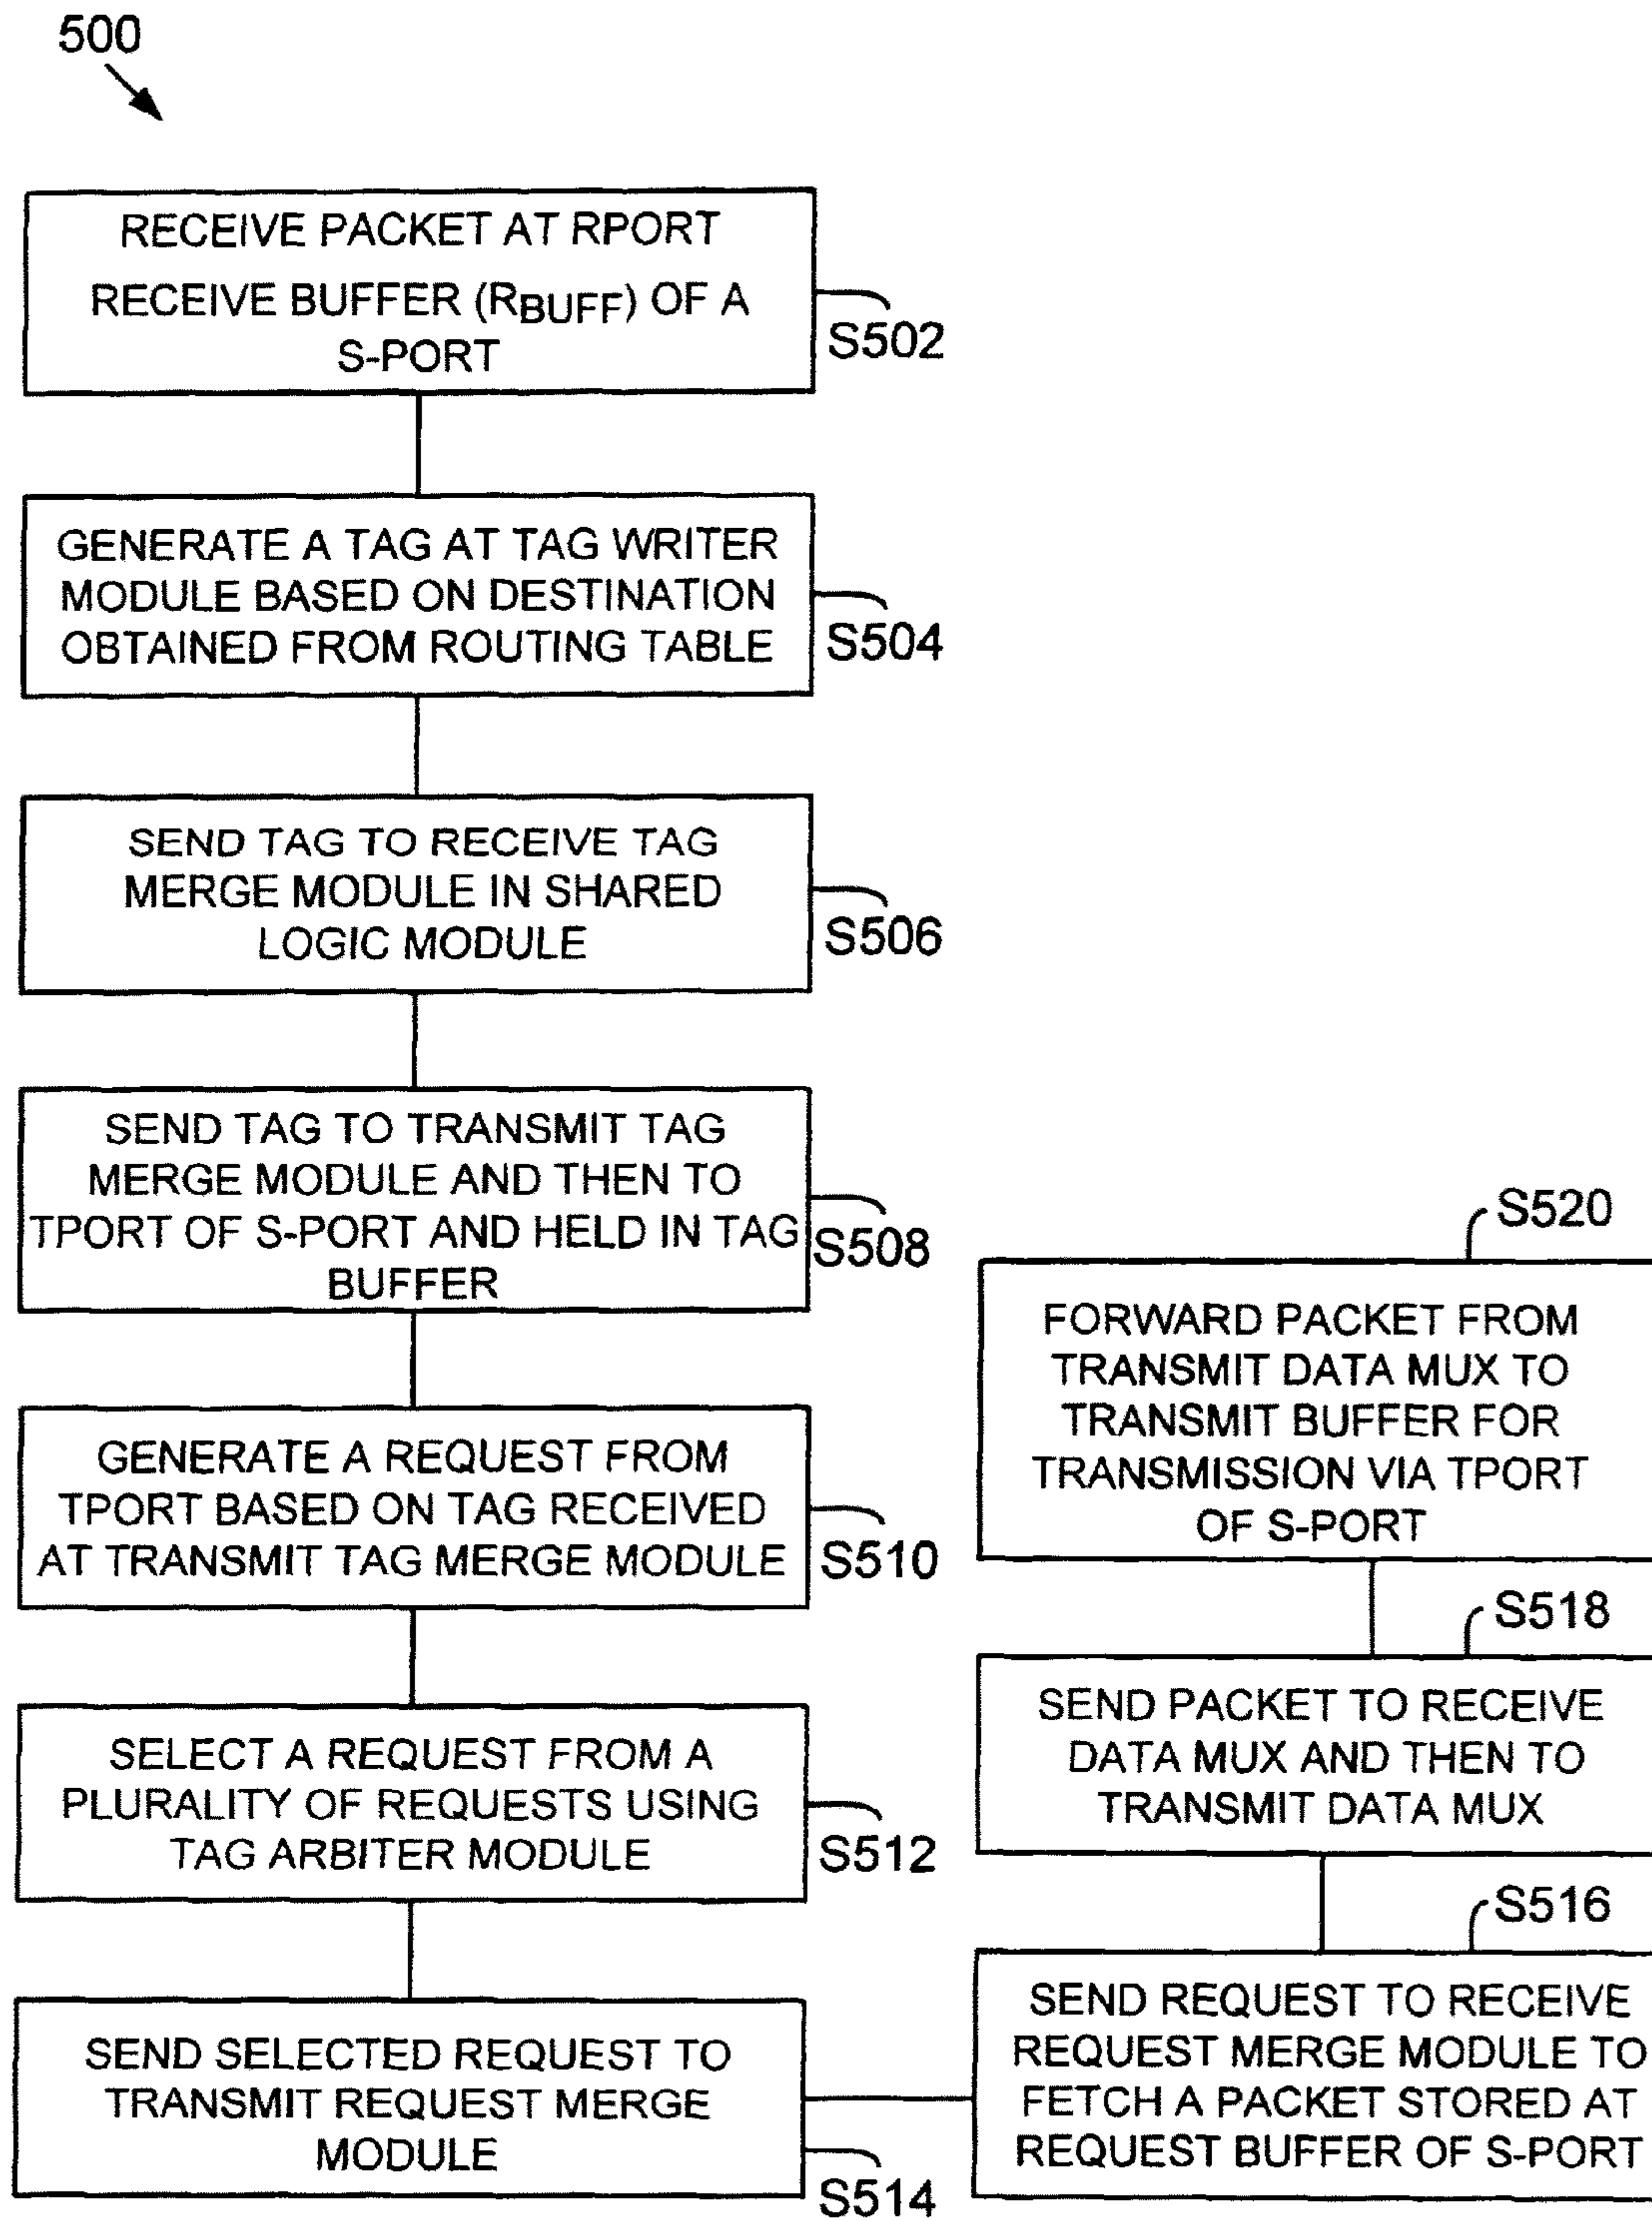 500
RECEIVE PACKET AT RPORT
RECEIVE BUFFER (RBUFF) OF A
S-PORT
S502
GENERATE A TAG AT TAG WRITER
MODULE BASED ON DESTINATION
OBTAINED FROM ROUTING TABLE
S504
SEND TAG TO RECEIVE TAG
MERGE MODULE IN SHARED
LOGIC MODULE
S506
SEND TAG TO TRANSMIT TAG
MERGE MODULE AND THEN TO
TPORT OF S-PORT AND HELD IN TAG
BUFFER
S508
GENERATE A REQUEST FROM
TPORT BASED ON TAG RECEIVED
AT TRANSMIT TAG MERGE MODULE
S510
SELECT A REQUEST FROM A
PLURALITY OF REQUESTS USING
TAG ARBITER MODULE
S512
SEND SELECTED REQUEST TO
TRANSMIT REQUEST MERGE
MODULE
S514
S516
SEND REQUEST TO RECEIVE
REQUEST MERGE MODULE TO
FETCH A PACKET STORED AT
REQUEST BUFFER OF S-PORT
S518
SEND PACKET TO RECEIVE
DATA MUX AND THEN TO
TRANSMIT DATA MUX
S520
FORWARD PACKET FROM
TRANSMIT DATA MUX TO
TRANSMIT BUFFER FOR
TRANSMISSION VIA TPORT
OF S-PORT